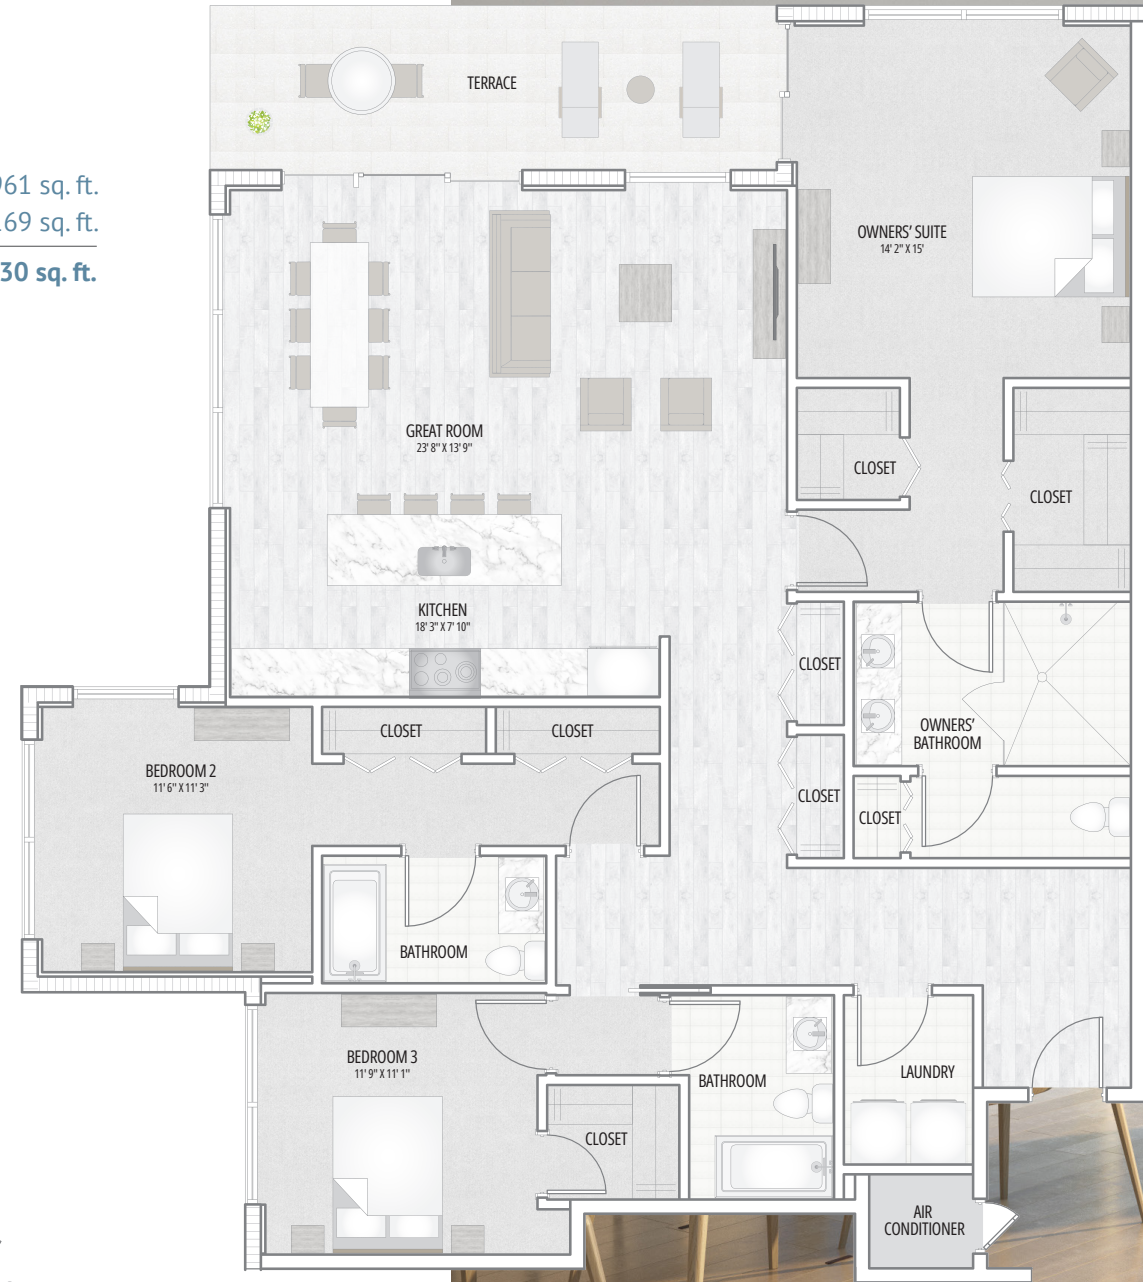 TERRACE
961 sq. ft.
69 sq. ft.
30 sq. ft.
OWNERS' SUITE
14' 2" X 15'
GREAT ROOM
23' 8" X 13' 9"
CLOSET
CLOSET
KITCHEN
18' 3" X 7' 10"
CLOSET
OWNERS'
BATHROOM
CLOSET
CLOSET
BEDROOM 2
11' 6" X 11' 3"
CLOSET
CLOSET
BATHROOM
BEDROOM 3
11' 9" X 11' 1"
BATHROOM
LAUNDRY
CLOSET
AIR
CONDITIONER